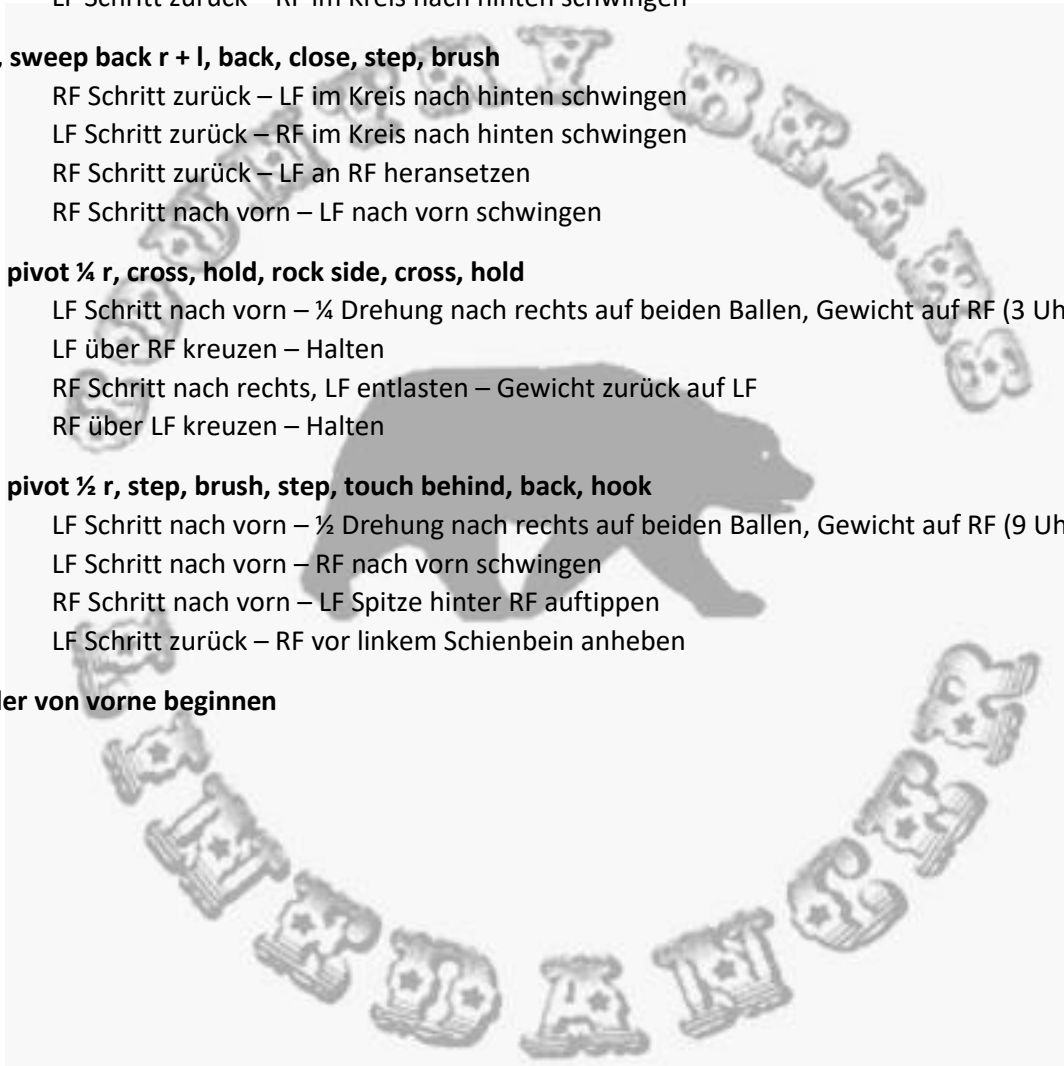 LF Schritt zurück – RF im Kreis nach hinten schwingen
, sweep back r + l, back, close, step, brush
RF Schritt zurück – LF im Kreis nach hinten schwingen
LF Schritt zurück – RF im Kreis nach hinten schwingen
RF Schritt zurück – LF an RF heransetzen
RF Schritt nach vorn – LF nach vorn schwingen
pivot ¼ r, cross, hold, rock side, cross, hold
LF Schritt nach vorn – ¼ Drehung nach rechts auf beiden Ballen, Gewicht auf RF (3 Uh
LF über RF kreuzen – Halten
RF Schritt nach rechts, LF entlasten – Gewicht zurück auf LF
RF über LF kreuzen – Halten
pivot ½ r, step, brush, step, touch behind, back, hook
LF Schritt nach vorn – ½ Drehung nach rechts auf beiden Ballen, Gewicht auf RF (9 Uh
LF Schritt nach vorn – RF nach vorn schwingen
RF Schritt nach vorn – LF Spitze hinter RF auftippen
LF Schritt zurück – RF vor linkem Schienbein anheben
der von vorne beginnen
COUNTRY BEARS
LINEDANCER